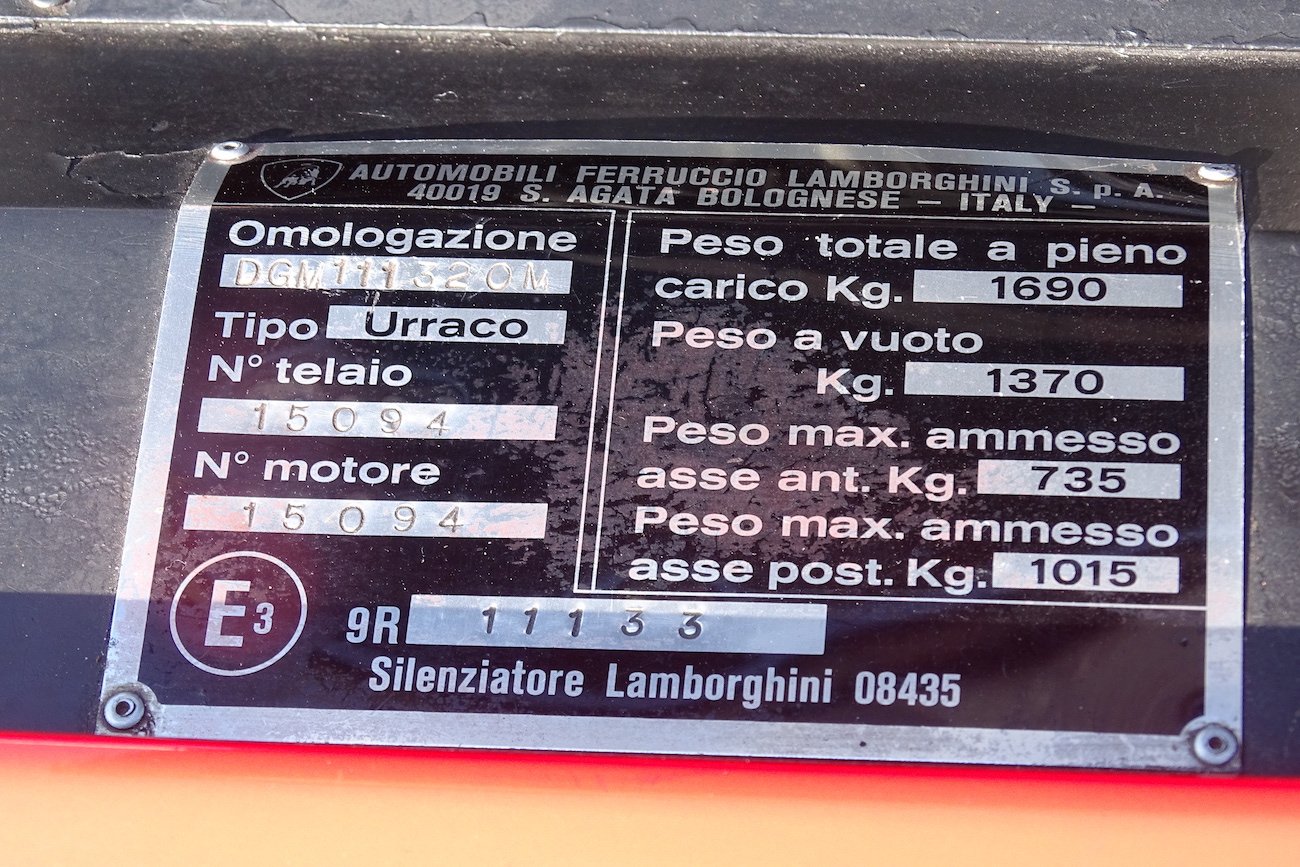 AUTOMOBILI FERRUCCIO LAMBORGHINI S.p.A.
40019 S. AGATA BOLOGNESE – ITALY –
Omologazione
DGM11132OM
Tipo Urraco
N° telaio
15094
N° motore
15094
Peso totale a pieno
carico Kg. 1690
Peso a vuoto
Kg. 1370
Peso max. ammesso
asse ant. Kg. 735
Peso max. ammesso
asse post. Kg. 1015
E3
9R 11133
Silenziatore Lamborghini 08435